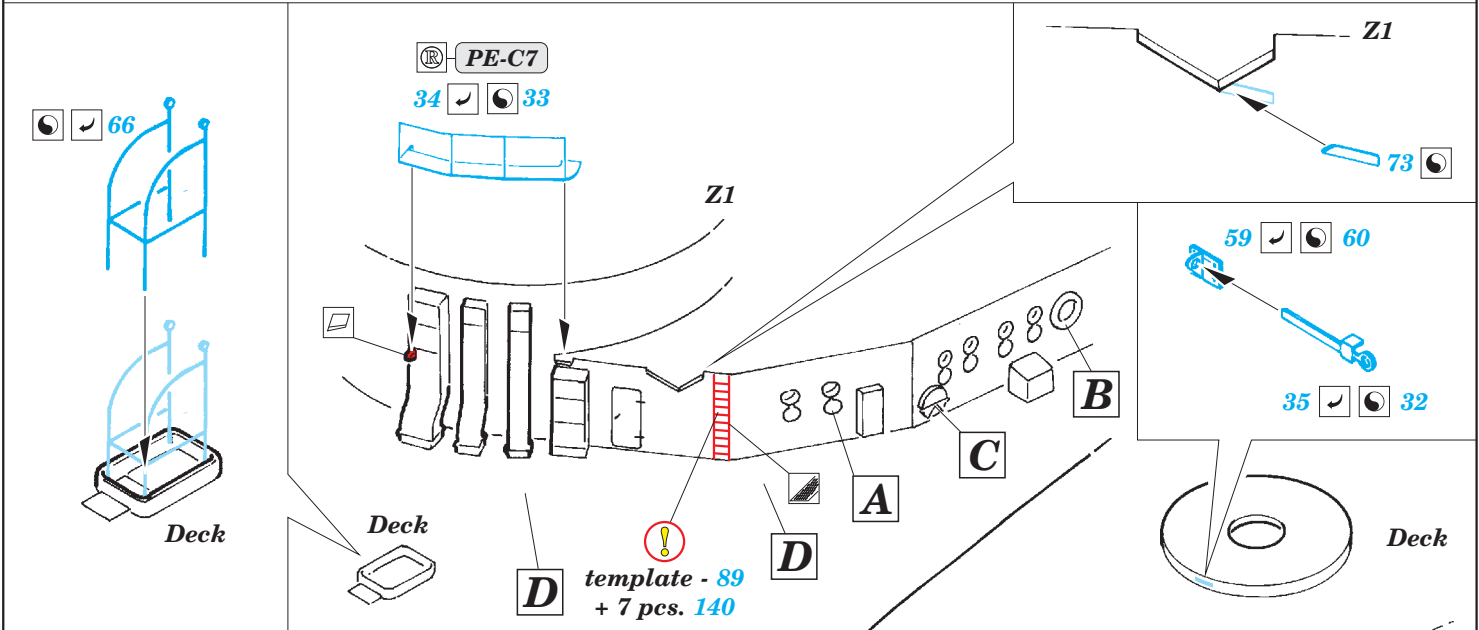 66
Deck
® PE-C7
34 33
Z1
Deck
D
template - 89
+ 7 pcs. 140
D
A
C
B
Z1
73
59 60
35 32
Deck